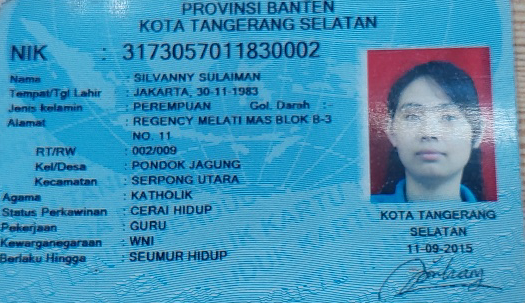 PROVINSI BANTEN
KOTA TANGERANG SELATAN
NIK : 3173057011830002
Nama : SILVANNY SULAIMAN
Tempat/Tgl Lahir : JAKARTA, 30-11-1983
Jenis kelamin : PEREMPUAN Gol. Darah : -
Alamat : REGENCY MELATI MAS BLOK B-3
NO. 11
RT/RW : 002/009
Kel/Desa : PONDOK JAGUNG
Kecamatan : SERPONG UTARA
Agama : KATHOLIK
Status Perkawinan : CERAI HIDUP
Pekerjaan : GURU
Kewarganegaraan : WNI
Berlaku Hingga : SEUMUR HIDUP
KOTA TANGERANG
SELATAN
11-09-2015